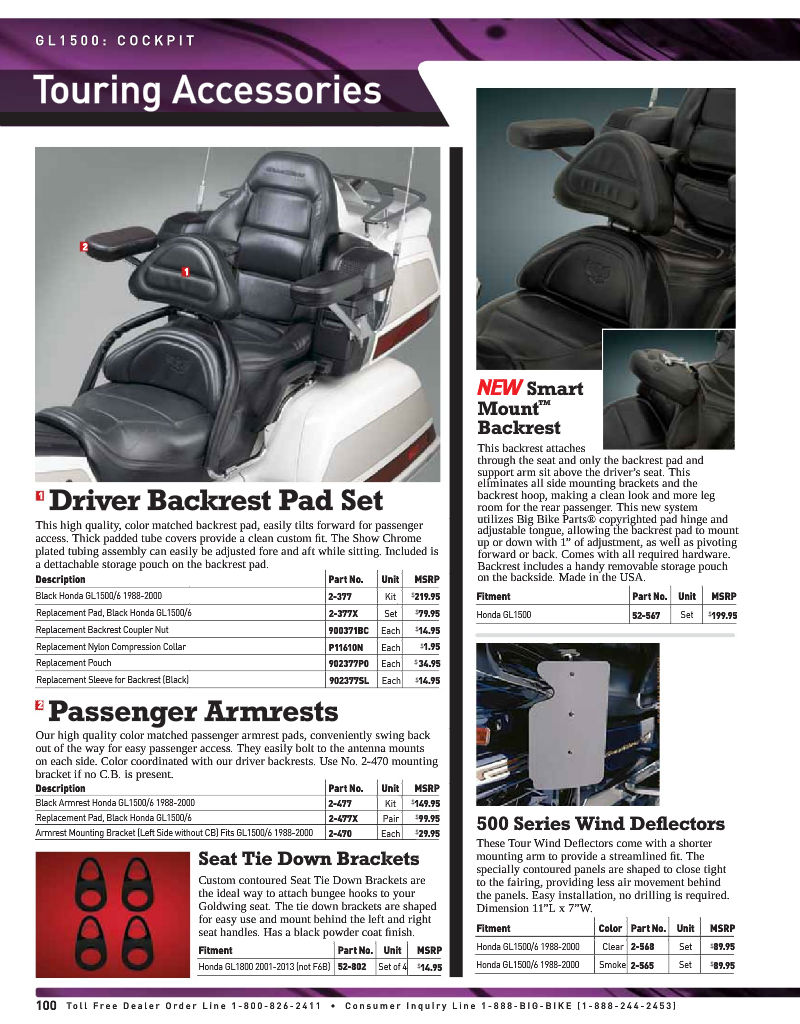 GL1500: COCKPIT
Touring Accessories
2
1
1 Driver Backrest Pad Set
This high quality, color matched backrest pad, easily tilts forward for passenger
access. Thick padded tube covers provide a clean custom fit. The Show Chrome
plated tubing assembly can easily be adjusted fore and aft while sitting. Included is
a dettachable storage pouch on the backrest pad.
Description Part No. Unit MSRP
Black Honda GL1500/6 1988-2000 2-377 Kit $219.95
Replacement Pad, Black Honda GL1500/6 2-377X Set $79.95
Replacement Backrest Coupler Nut 900371BC Each $14.95
Replacement Nylon Compression Collar P11610N Each $1.95
Replacement Pouch 902377PO Each $34.95
Replacement Sleeve for Backrest (Black) 902377SL Each $14.95
2 Passenger Armrests
Our high quality color matched passenger armrest pads, conveniently swing back
out of the way for easy passenger access. They easily bolt to the antenna mounts
on each side. Color coordinated with our driver backrests. Use No. 2-470 mounting
bracket if no C.B. is present.
Description Part No. Unit MSRP
Black Armrest Honda GL1500/6 1988-2000 2-477 Kit $149.95
Replacement Pad, Black Honda GL1500/6 2-477X Pair $99.95
Armrest Mounting Bracket (Left Side without CB) Fits GL1500/6 1988-2000 2-470 Each $29.95
Seat Tie Down Brackets
Custom contoured Seat Tie Down Brackets are
the ideal way to attach bungee hooks to your
Goldwing seat. The tie down brackets are shaped
for easy use and mount behind the left and right
seat handles. Has a black powder coat finish.
Fitment Part No. Unit MSRP
Honda GL1800 2001-2013 (not F6B) 52-802 Set of 4 $14.95
NEW Smart
Mount™
Backrest
This backrest attaches
through the seat and only the backrest pad and
support arm sit above the driver's seat. This
eliminates all side mounting brackets and the
backrest hoop, making a clean look and more leg
room for the rear passenger. This new system
utilizes Big Bike Parts® copyrighted pad hinge and
adjustable tongue, allowing the backrest pad to mount
up or down with 1" of adjustment, as well as pivoting
forward or back. Comes with all required hardware.
Backrest includes a handy removable storage pouch
on the backside. Made in the USA.
Fitment Part No. Unit MSRP
Honda GL1500 52-567 Set $199.95
500 Series Wind Deflectors
These Tour Wind Deflectors come with a shorter
mounting arm to provide a streamlined fit. The
specially contoured panels are shaped to close tight
to the fairing, providing less air movement behind
the panels. Easy installation, no drilling is required.
Dimension 11"L x 7"W.
Fitment Color Part No. Unit MSRP
Honda GL1500/6 1988-2000 Clear 2-568 Set $89.95
Honda GL1500/6 1988-2000 Smoke 2-565 Set $89.95
100 Toll Free Dealer Order Line 1-800-826-2411 • Consumer Inquiry Line 1-888-BIG-BIKE (1-888-244-2453)